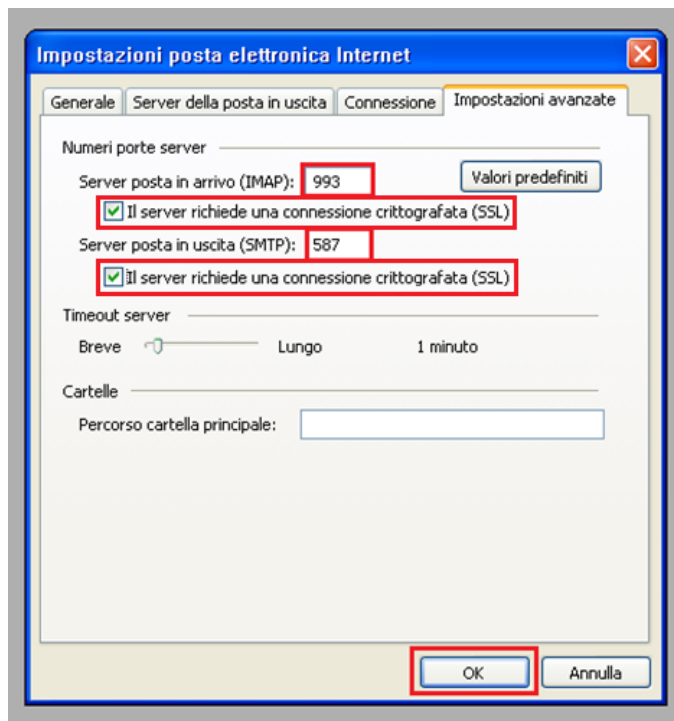 Impostazioni posta elettronica Internet
Generale Server della posta in uscita Connessione Impostazioni avanzate
Numeri porte server
Server posta in arrivo (IMAP): 993 Valori predefiniti
Il server richiede una connessione crittografata (SSL)
Server posta in uscita (SMTP): 587
Il server richiede una connessione crittografata (SSL)
Timeout server
Breve Lungo 1 minuto
Cartelle
Percorso cartella principale:
OK Annulla